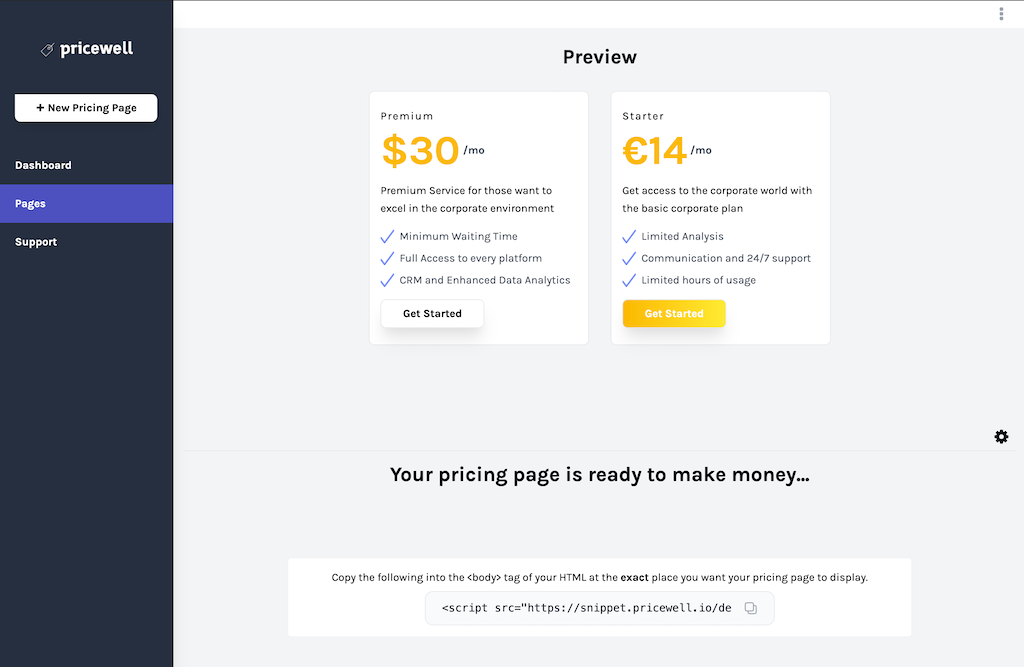 pricewell
+ New Pricing Page
Dashboard
Pages
Support
Preview
Premium
$30 /mo
Premium Service for those want to
excel in the corporate environment
Minimum Waiting Time
Full Access to every platform
CRM and Enhanced Data Analytics
Get Started
Starter
€14 /mo
Get access to the corporate world with
the basic corporate plan
Limited Analysis
Communication and 24/7 support
Limited hours of usage
Get Started
Your pricing page is ready to make money...
Copy the following into the <body> tag of your HTML at the exact place you want your pricing page to display.
<script src="https://snippet.pricewell.io/de